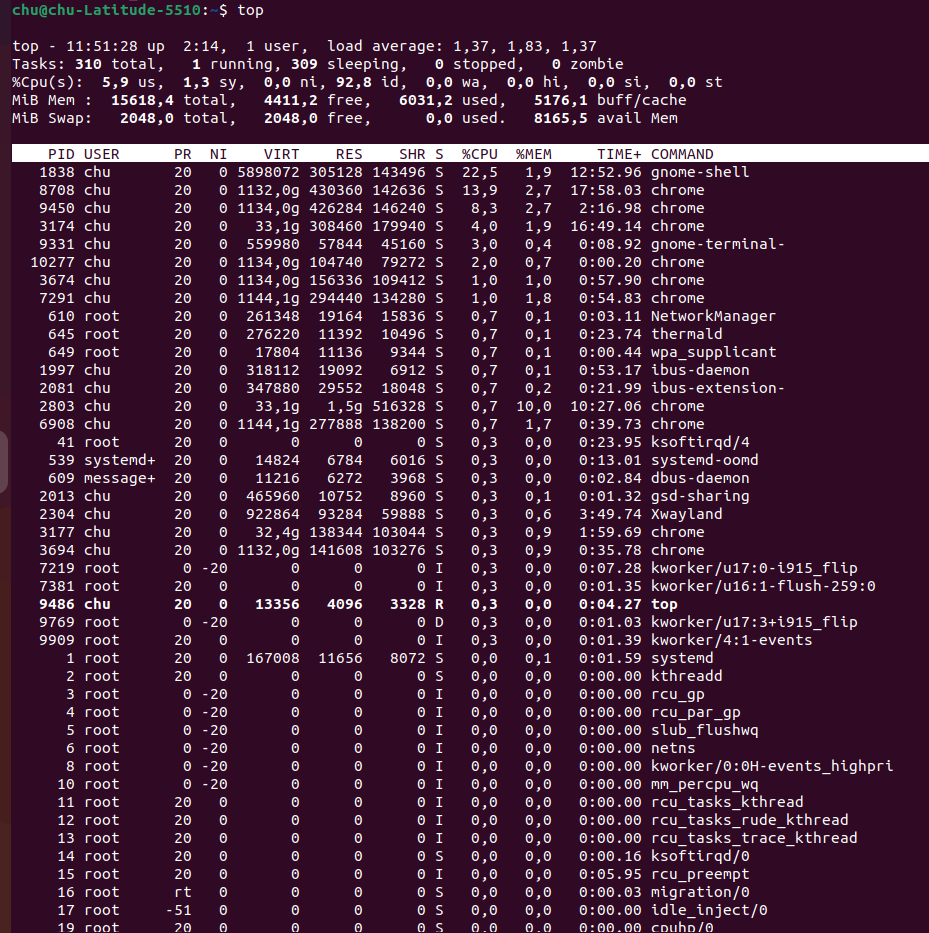 chu@chu-Latitude-5510:~$ top
top - 11:51:28 up  2:14,  1 user,  load average: 1,37, 1,83, 1,37
Tasks: 310 total,   1 running, 309 sleeping,   0 stopped,   0 zombie
%Cpu(s):  5,9 us,  1,3 sy,  0,0 ni, 92,8 id,  0,0 wa,  0,0 hi,  0,0 si,  0,0 st
MiB Mem :  15618,4 total,   4411,2 free,   6031,2 used,   5176,1 buff/cache
MiB Swap:   2048,0 total,   2048,0 free,      0,0 used.   8165,5 avail Mem
PID USER      PR  NI    VIRT    RES    SHR S  %CPU  %MEM     TIME+ COMMAND
1838 chu       20   0 5898072 305128 143496 S  22,5   1,9  12:52.96 gnome-shell
8708 chu       20   0 1132,0g 430360 142636 S  13,9   2,7  17:58.03 chrome
9450 chu       20   0 1134,0g 426284 146240 S   8,3   2,7   2:16.98 chrome
3174 chu       20   0   33,1g 308460 179940 S   4,0   1,9  16:49.14 chrome
9331 chu       20   0  559980  57844  45160 S   3,0   0,4   0:08.92 gnome-terminal-
10277 chu       20   0 1134,0g 104740  79272 S   2,0   0,7   0:00.20 chrome
3674 chu       20   0 1134,0g 156336 109412 S   1,0   1,0   0:57.90 chrome
7291 chu       20   0 1144,1g 294440 134280 S   1,0   1,8   0:54.83 chrome
610 root      20   0  261348  19164  15836 S   0,7   0,1   0:03.11 NetworkManager
645 root      20   0  276220  11392  10496 S   0,7   0,1   0:23.74 thermald
649 root      20   0   17804  11136   9344 S   0,7   0,1   0:00.44 wpa_supplicant
1997 chu       20   0  318112  19092   6912 S   0,7   0,1   0:53.17 ibus-daemon
2081 chu       20   0  347880  29552  18048 S   0,7   0,2   0:21.99 ibus-extension-
2803 chu       20   0   33,1g   1,5g 516328 S   0,7  10,0  10:27.06 chrome
6908 chu       20   0 1144,1g 277888 138200 S   0,7   1,7   0:39.73 chrome
41 root      20   0       0      0      0 S   0,3   0,0   0:23.95 ksoftirqd/4
539 systemd+  20   0   14824   6784   6016 S   0,3   0,0   0:13.01 systemd-oomd
609 message+  20   0   11216   6272   3968 S   0,3   0,0   0:02.84 dbus-daemon
2013 chu       20   0  465960  10752   8960 S   0,3   0,1   0:01.32 gsd-sharing
2304 chu       20   0  922864  93284  59888 S   0,3   0,6   3:49.74 Xwayland
3177 chu       20   0   32,4g 138344 103044 S   0,3   0,9   1:59.69 chrome
3694 chu       20   0 1132,0g 141608 103276 S   0,3   0,9   0:35.78 chrome
7219 root       0 -20       0      0      0 I   0,3   0,0   0:07.28 kworker/u17:0-i915_flip
7381 root      20   0       0      0      0 I   0,3   0,0   0:01.35 kworker/u16:1-flush-259:0
9486 chu       20   0   13356   4096   3328 R   0,3   0,0   0:04.27 top
9769 root       0 -20       0      0      0 D   0,3   0,0   0:01.03 kworker/u17:3+i915_flip
9909 root      20   0       0      0      0 I   0,3   0,0   0:01.39 kworker/4:1-events
1 root      20   0  167008  11656   8072 S   0,0   0,1   0:01.59 systemd
2 root      20   0       0      0      0 S   0,0   0,0   0:00.00 kthreadd
3 root       0 -20       0      0      0 I   0,0   0,0   0:00.00 rcu_gp
4 root       0 -20       0      0      0 I   0,0   0,0   0:00.00 rcu_par_gp
5 root       0 -20       0      0      0 I   0,0   0,0   0:00.00 slub_flushwq
6 root       0 -20       0      0      0 I   0,0   0,0   0:00.00 netns
8 root       0 -20       0      0      0 I   0,0   0,0   0:00.00 kworker/0:0H-events_highpri
10 root       0 -20       0      0      0 I   0,0   0,0   0:00.00 mm_percpu_wq
11 root      20   0       0      0      0 I   0,0   0,0   0:00.00 rcu_tasks_kthread
12 root      20   0       0      0      0 I   0,0   0,0   0:00.00 rcu_tasks_rude_kthread
13 root      20   0       0      0      0 I   0,0   0,0   0:00.00 rcu_tasks_trace_kthread
14 root      20   0       0      0      0 S   0,0   0,0   0:00.16 ksoftirqd/0
15 root      20   0       0      0      0 I   0,0   0,0   0:05.95 rcu_preempt
16 root      rt   0       0      0      0 S   0,0   0,0   0:00.03 migration/0
17 root     -51   0       0      0      0 S   0,0   0,0   0:00.00 idle_inject/0
19 root      20   0       0      0      0 S   0,0   0,0   0:00.00 cpuhp/0